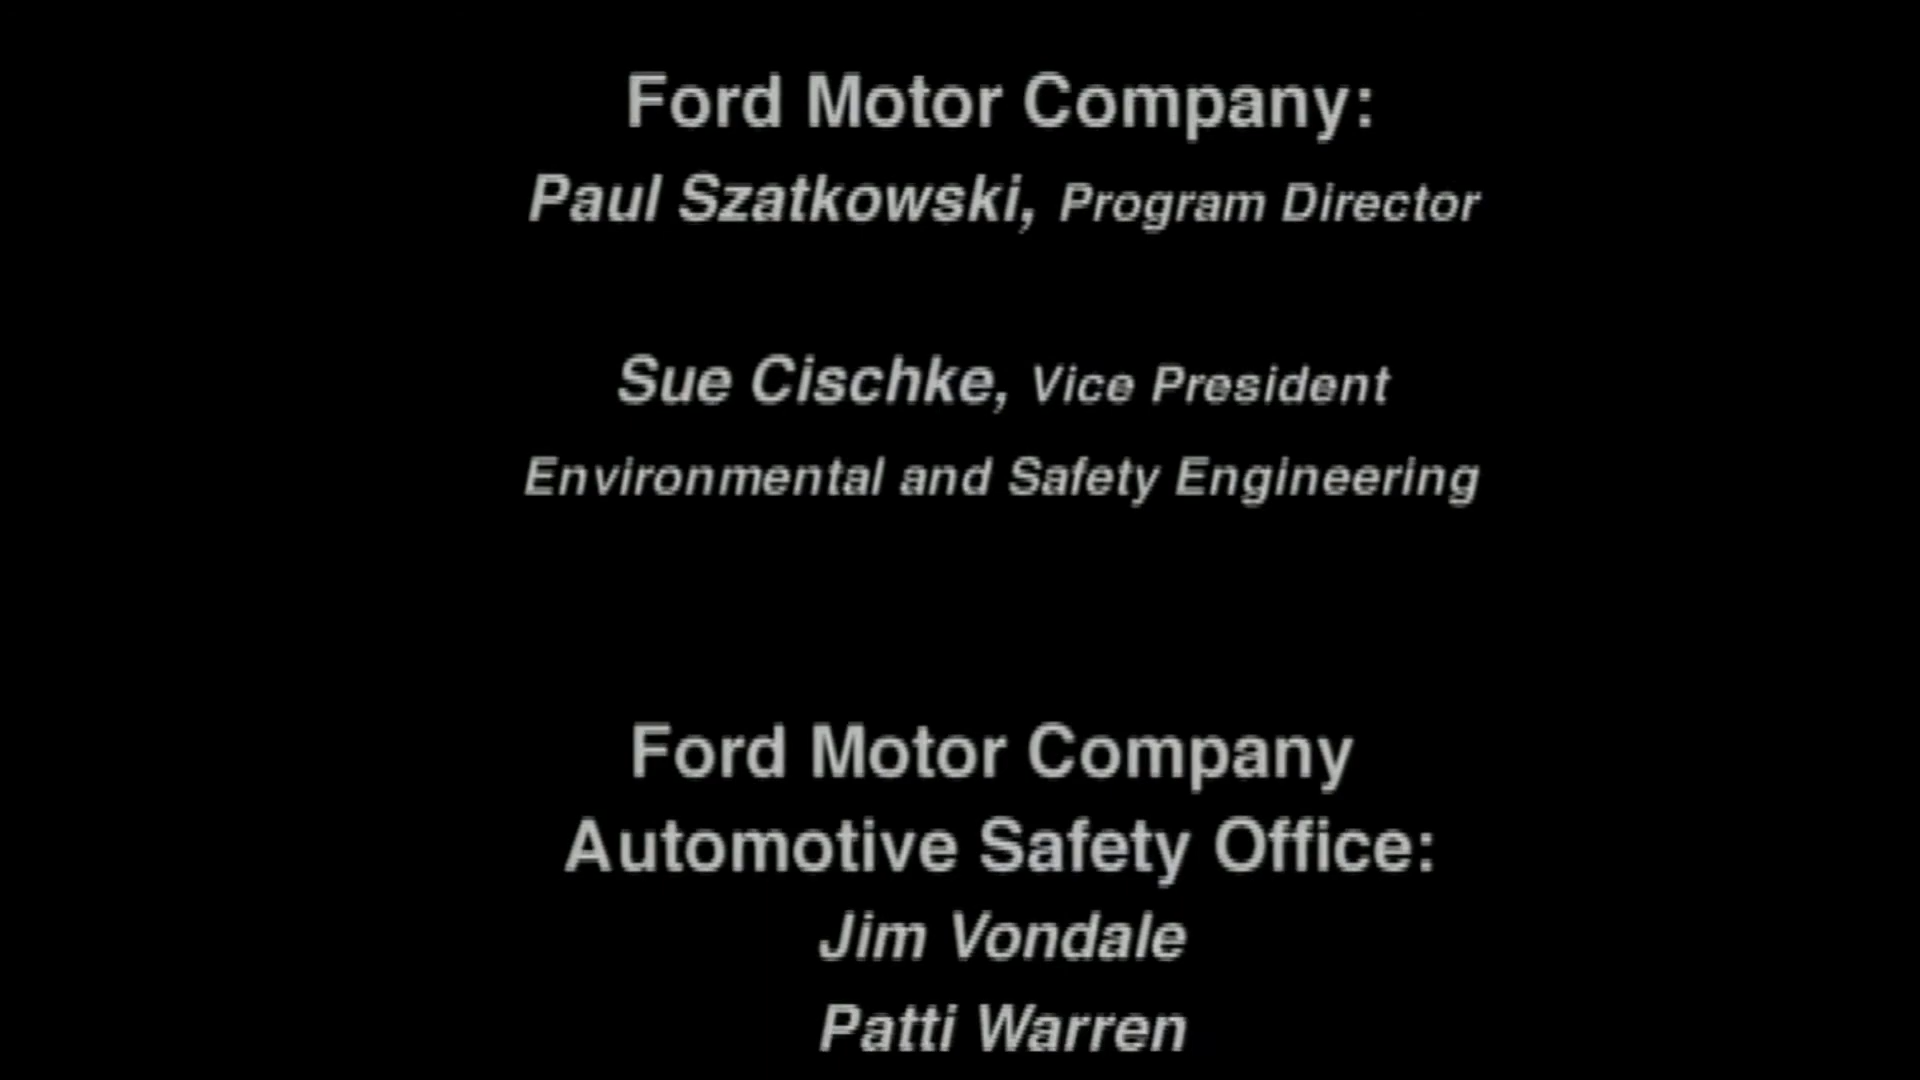 Ford Motor Company:
Paul Szatkowski, Program Director
Sue Cischke, Vice President
Environmental and Safety Engineering
Ford Motor Company
Automotive Safety Office:
Jim Vondale
Patti Warren